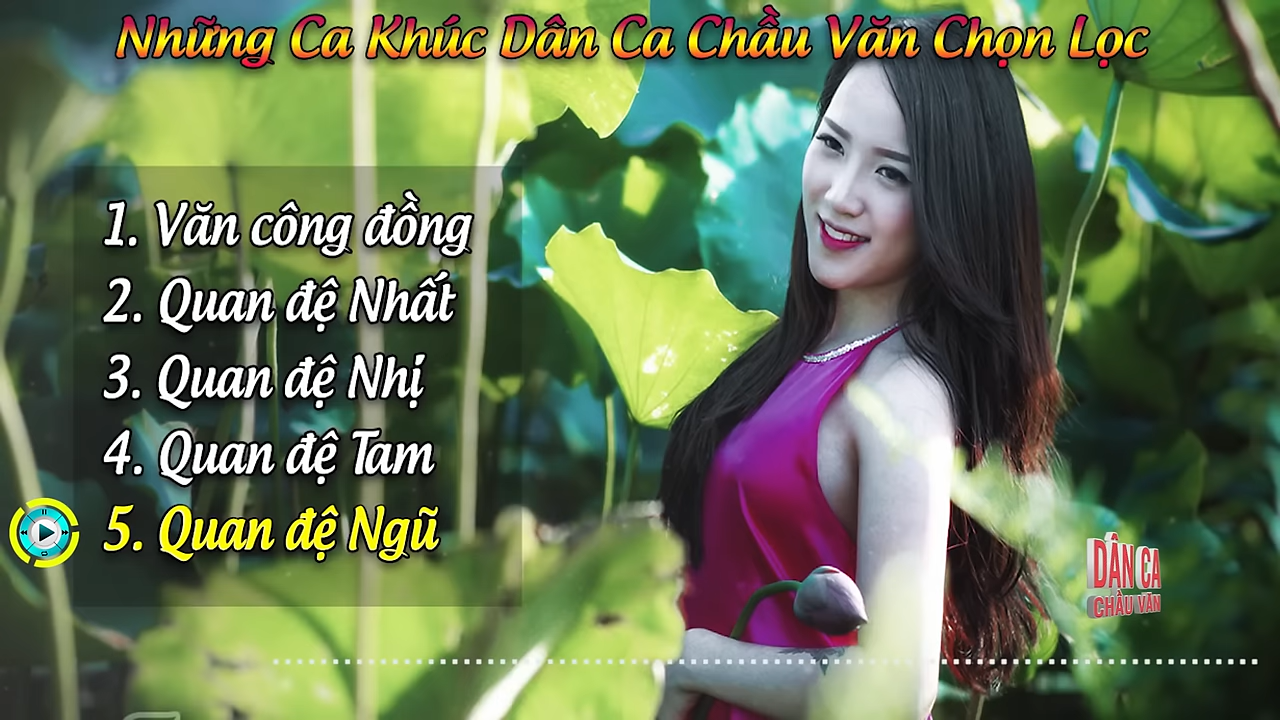 Những Ca Khúc Dân Ca Chầu Văn Chọn Lọc
1. Văn công đồng
2. Quan đệ Nhất
3. Quan đệ Nhị
4. Quan đệ Tam
5. Quan đệ Ngũ
DÂN CA
CHẦU VĂN